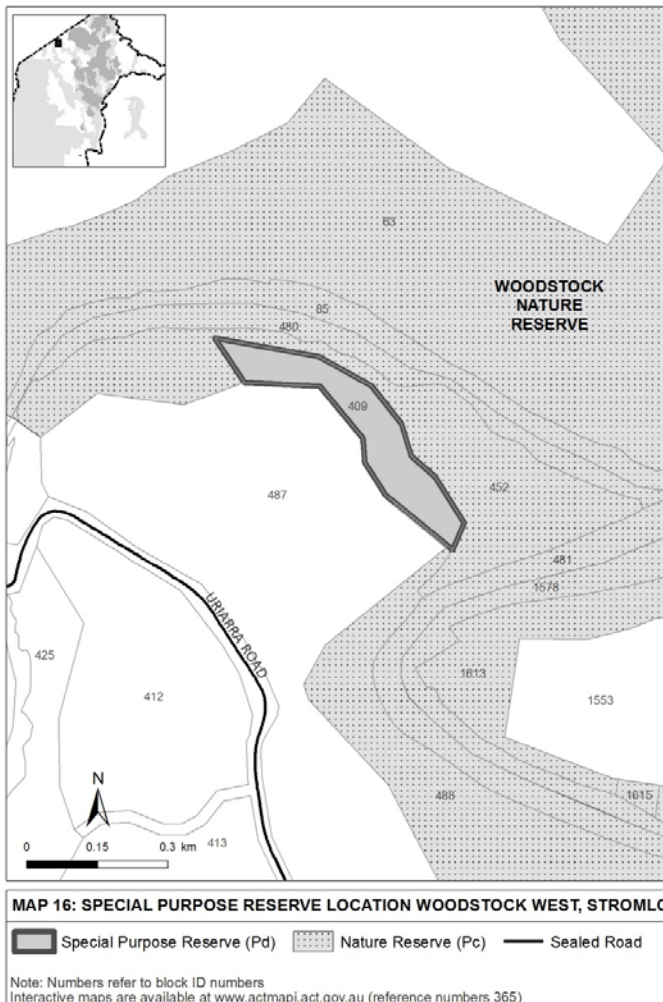 63
WOODSTOCK
NATURE
RESERVE
85
480
409
487
452
481
1578
URIARRA ROAD
425
412
1613
1553
N
488
1615
0 0.15 0.3 km
413
MAP 16: SPECIAL PURPOSE RESERVE LOCATION WOODSTOCK WEST, STROMLO
Special Purpose Reserve (Pd) Nature Reserve (Pc) Sealed Road
Note: Numbers refer to block ID numbers
Interactive maps are available at www.actmapi.act.gov.au (reference numbers 365)